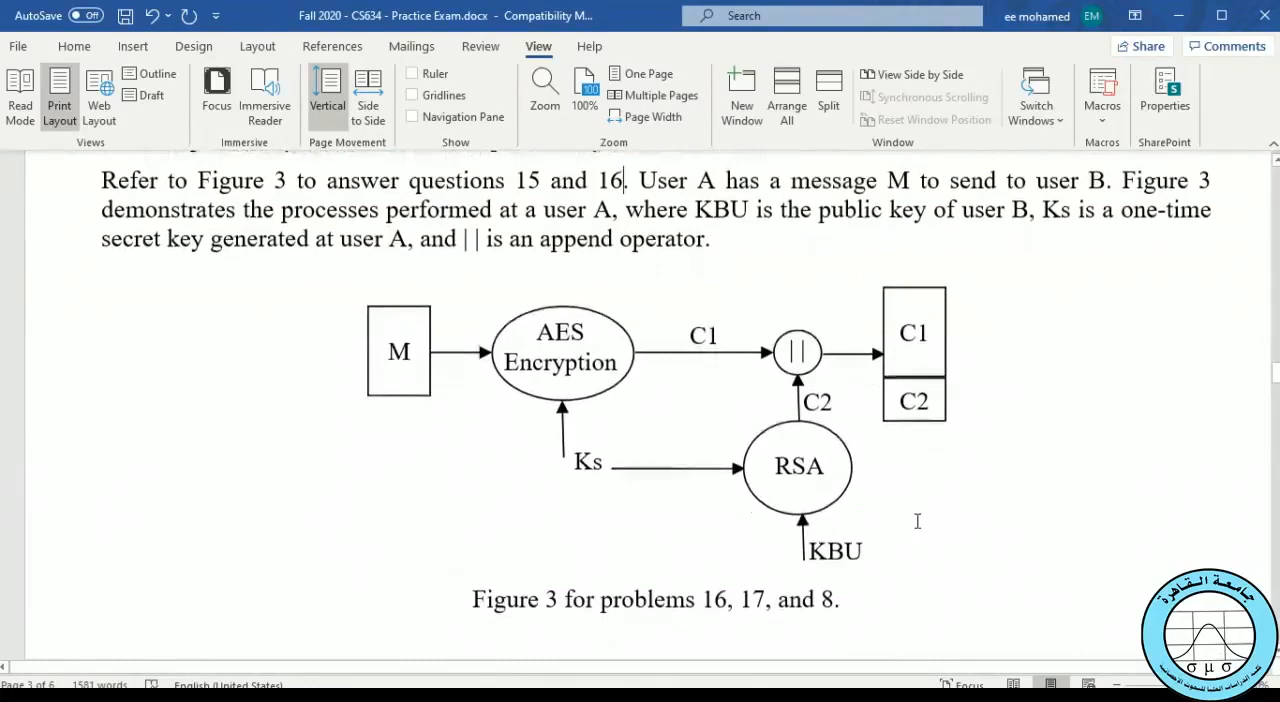 AutoSave Off Fall 2020 - CS634 - Practice Exam.docx - Compatibility M... Search ee mohamed EM
File Home Insert Design Layout References Mailings Review View Help Share Comments
Read Mode
Print Layout
Web Layout
Outline
Draft
Views
Focus
Immersive Reader
Immersive
Vertical
Side to Side
Page Movement
Ruler
Gridlines
Navigation Pane
Show
Zoom
100
100%
One Page
Multiple Pages
Page Width
Zoom
New Window
Arrange All
Split
View Side by Side
Synchronous Scrolling
Reset Window Position
Switch Windows
Window
Macros
Macros
Properties
SharePoint
Refer to Figure 3 to answer questions 15 and 16. User A has a message M to send to user B. Figure 3
demonstrates the processes performed at a user A, where KBU is the public key of user B, Ks is a one-time
secret key generated at user A, and || is an append operator.
M
AES
Encryption
C1
||
C1
C2
C2
Ks
RSA
KBU
Figure 3 for problems 16, 17, and 8.
جامعة القاهرة
σ μ σ
Page 3 of 6 1581 words English (United States) Focus